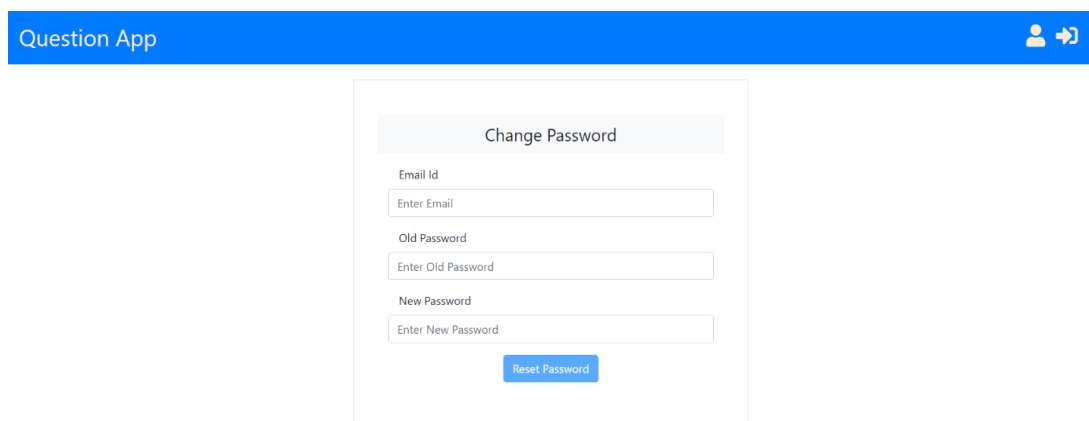 Question App
Change Password
Email Id
Enter Email
Old Password
Enter Old Password
New Password
Enter New Password
Reset Password